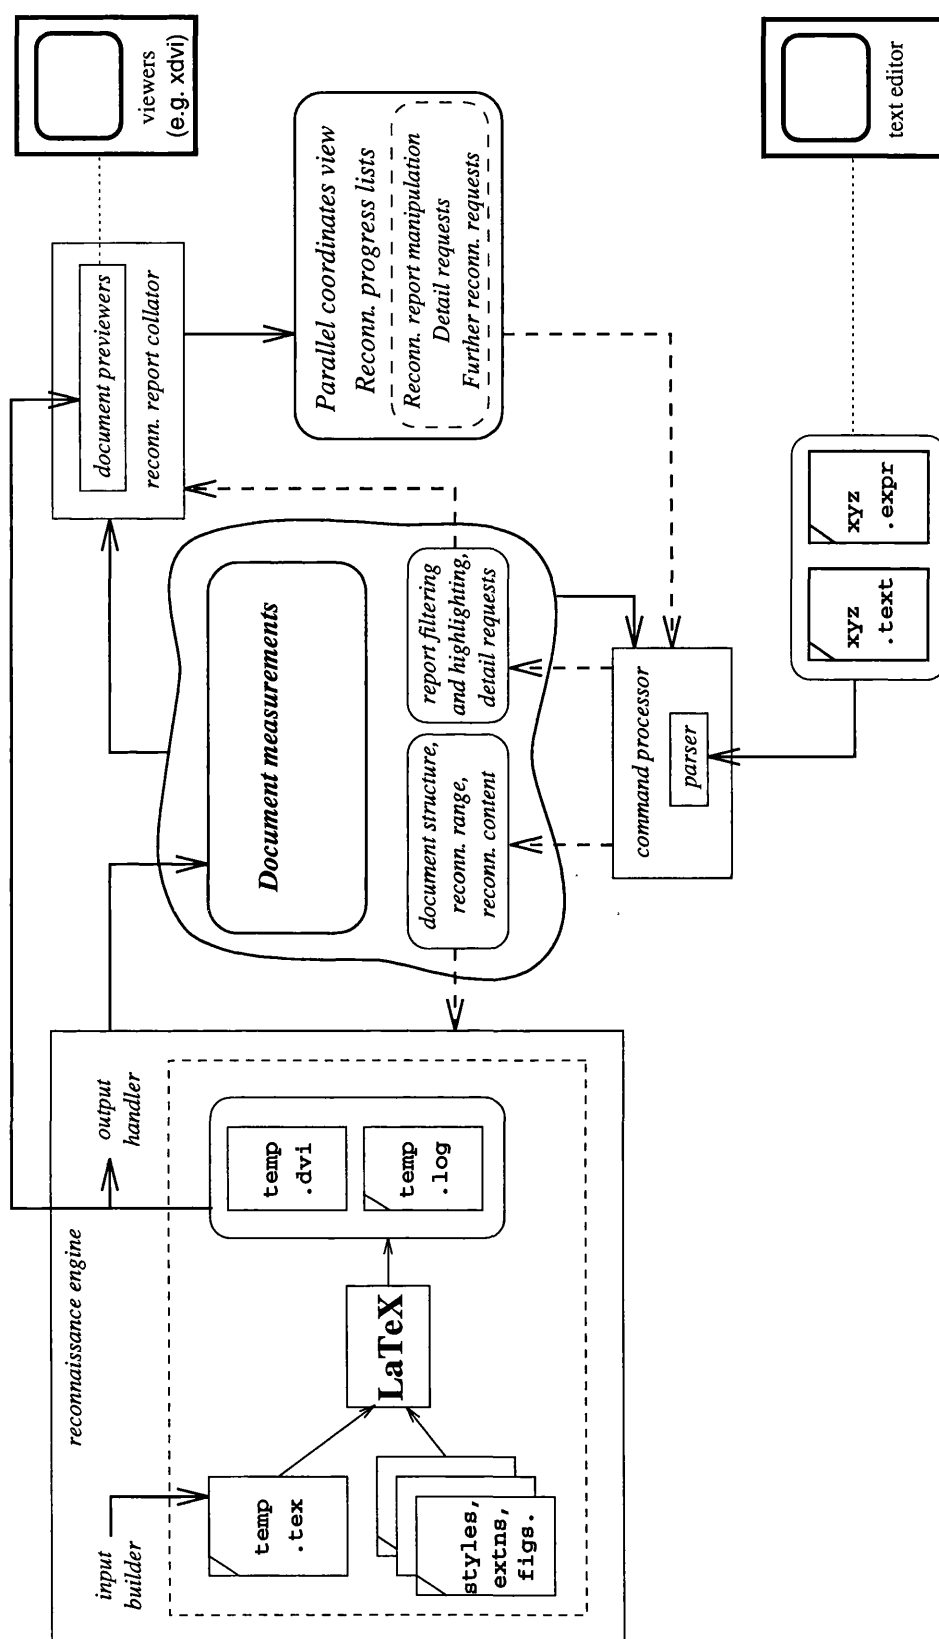 reconnaissance engine
input
builder
temp
.tex
styles,
extns,
figs.
LaTeX
temp
.dvi
temp
.log
output
handler
Document measurements
document structure,
reconn. range,
reconn. content
report filtering
and highlighting,
detail requests
command processor
parser
document previewers
reconn. report collator
viewers
(e.g. xdvi)
Parallel coordinates view
Reconn. progress lists
Reconn. report manipulation
Detail requests
Further reconn. requests
xyz
.text
xyz
.expr
text editor